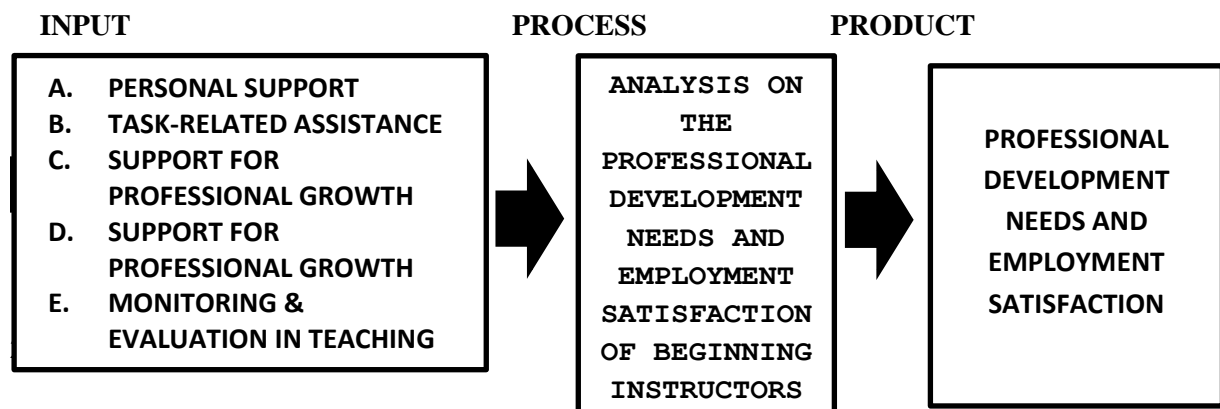 INPUT
PROCESS
PRODUCT
A. PERSONAL SUPPORT
B. TASK-RELATED ASSISTANCE
C. SUPPORT FOR
PROFESSIONAL GROWTH
D. SUPPORT FOR
PROFESSIONAL GROWTH
E. MONITORING &
EVALUATION IN TEACHING
ANALYSIS ON
THE
PROFESSIONAL
DEVELOPMENT
NEEDS AND
EMPLOYMENT
SATISFACTION
OF BEGINNING
INSTRUCTORS
PROFESSIONAL
DEVELOPMENT
NEEDS AND
EMPLOYMENT
SATISFACTION